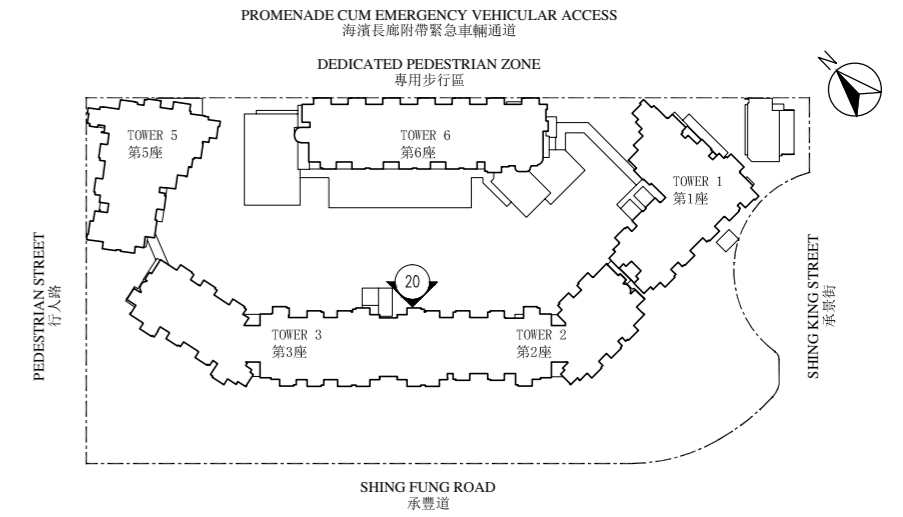 PROMENADE CUM EMERGENCY VEHICULAR ACCESS
海濱長廊附帶緊急車輛通道
DEDICATED PEDESTRIAN ZONE
專用步行區
N
TOWER 5
第5座
TOWER 6
第6座
TOWER 1
第1座
PEDESTRIAN STREET
行人路
20
SHING KING STREET
承景街
TOWER 3
第3座
TOWER 2
第2座
SHING FUNG ROAD
承豐道